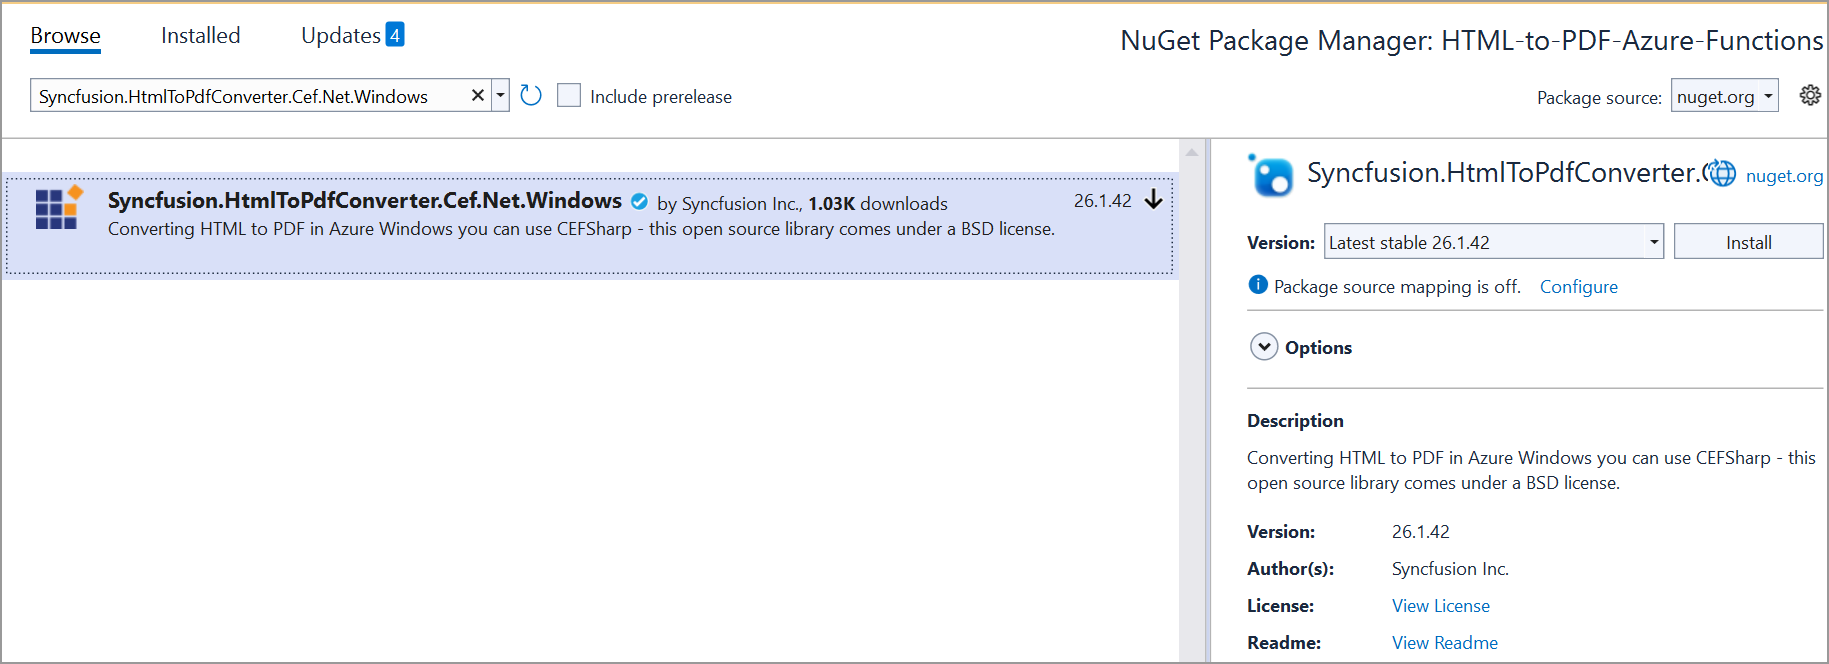 Browse Installed Updates 4
NuGet Package Manager: HTML-to-PDF-Azure-Functions
Syncfusion.HtmlToPdfConverter.Cef.Net.Windows
Include prerelease
Package source: nuget.org
Syncfusion.HtmlToPdfConverter.Cef.Net.Windows by Syncfusion Inc., 1.03K downloads 26.1.42
Converting HTML to PDF in Azure Windows you can use CEFSharp - this open source library comes under a BSD license.
Syncfusion.HtmlToPdfConverter.C nuget.org
Version: Latest stable 26.1.42 Install
Package source mapping is off. Configure
Options
Description
Converting HTML to PDF in Azure Windows you can use CEFSharp - this
open source library comes under a BSD license.
Version: 26.1.42
Author(s): Syncfusion Inc.
License: View License
Readme: View Readme